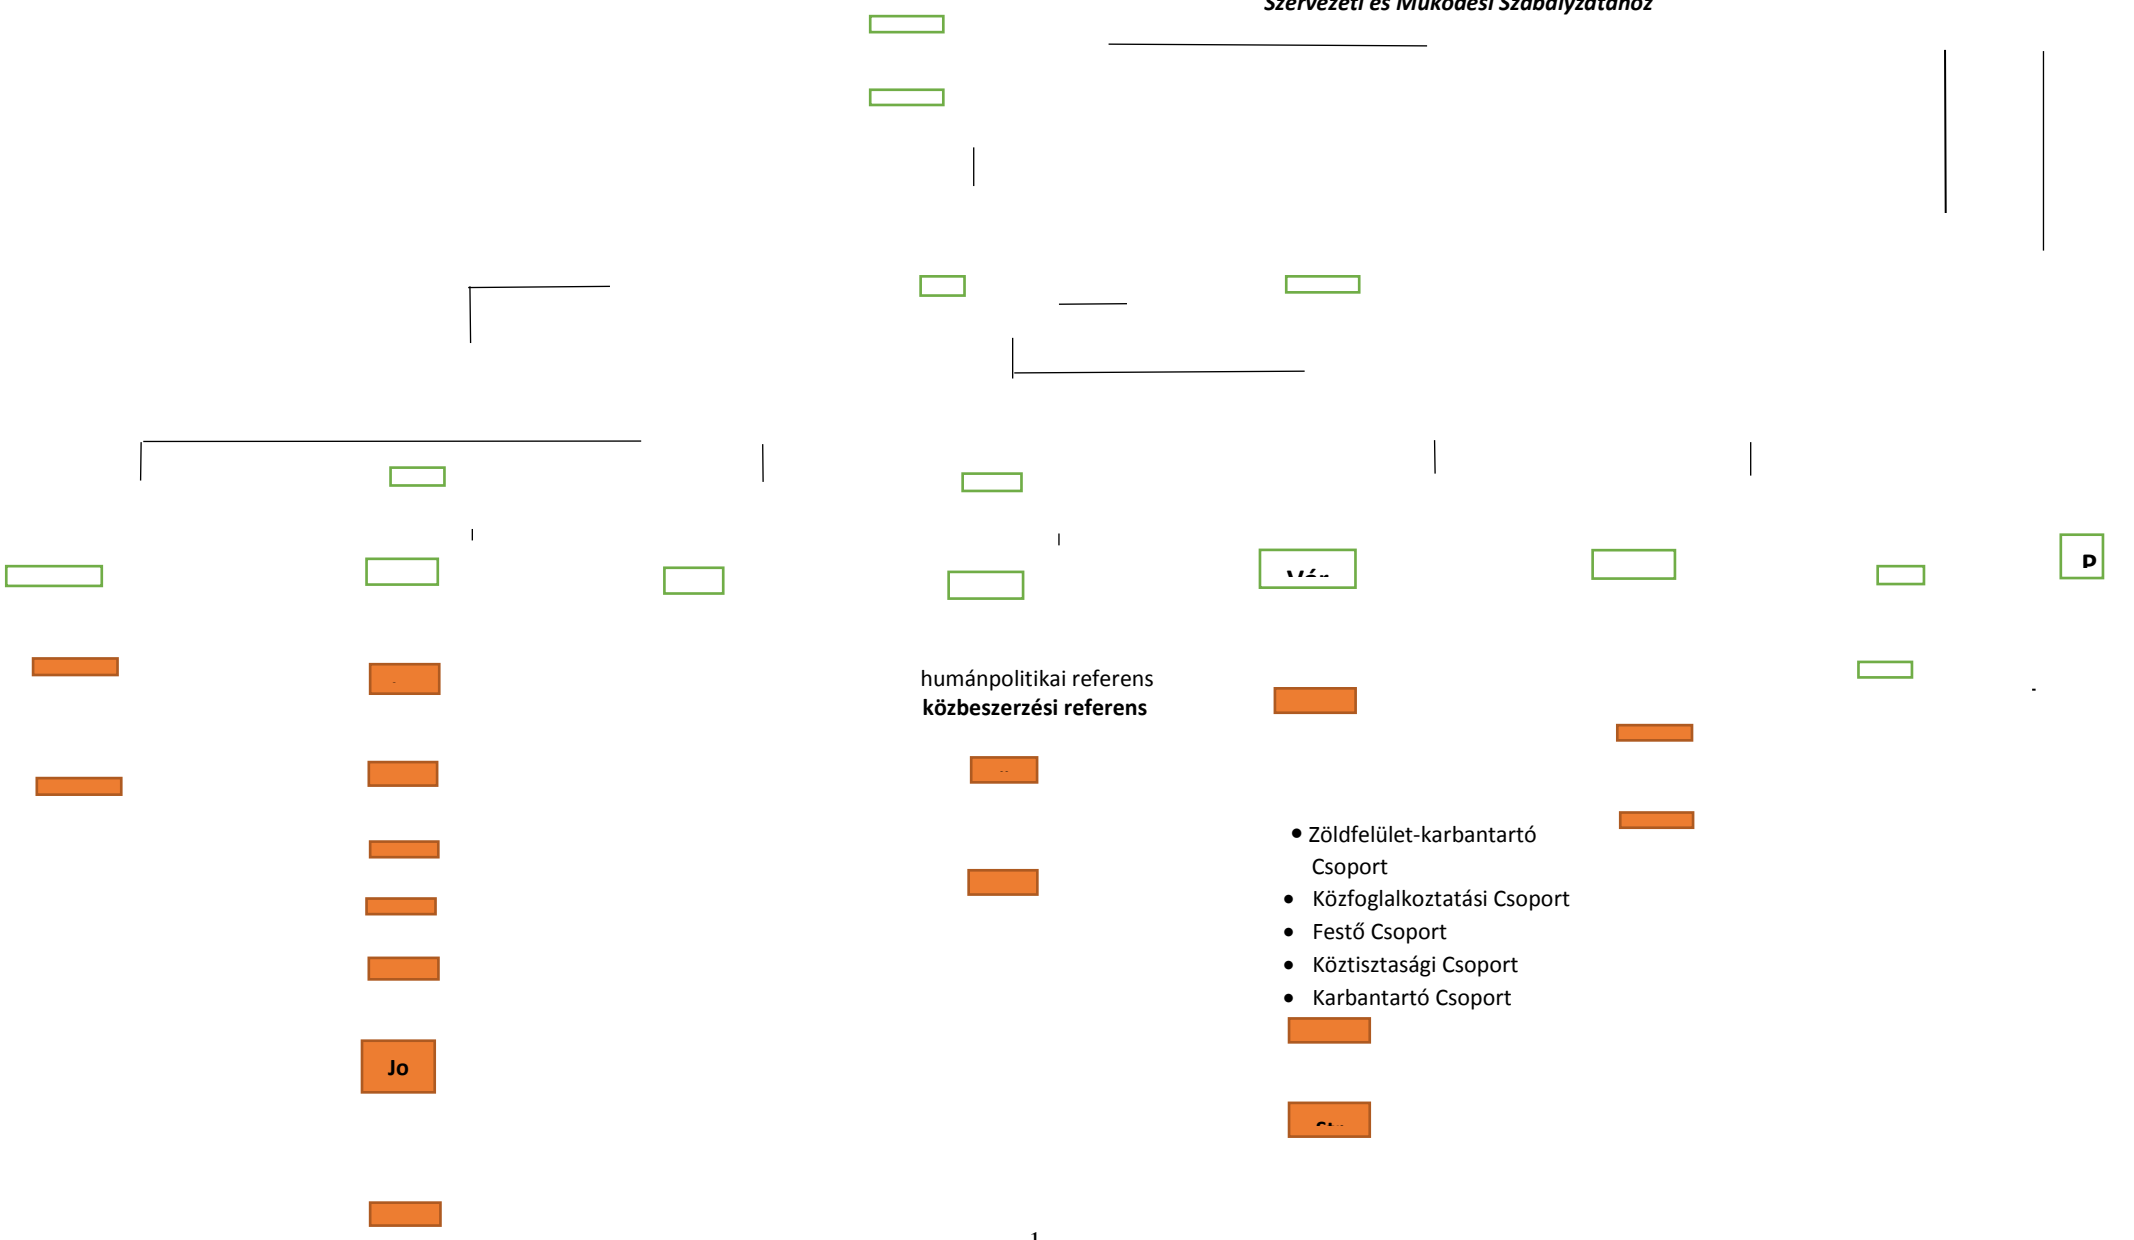 Szervezeti és Működési Szabályzatához
P
humánpolitikai referens
közbeszerzési referens
• Zöldfelület-karbantartó
Csoport
• Közfoglalkoztatási Csoport
• Festő Csoport
• Köztisztasági Csoport
• Karbantartó Csoport
Jo
1